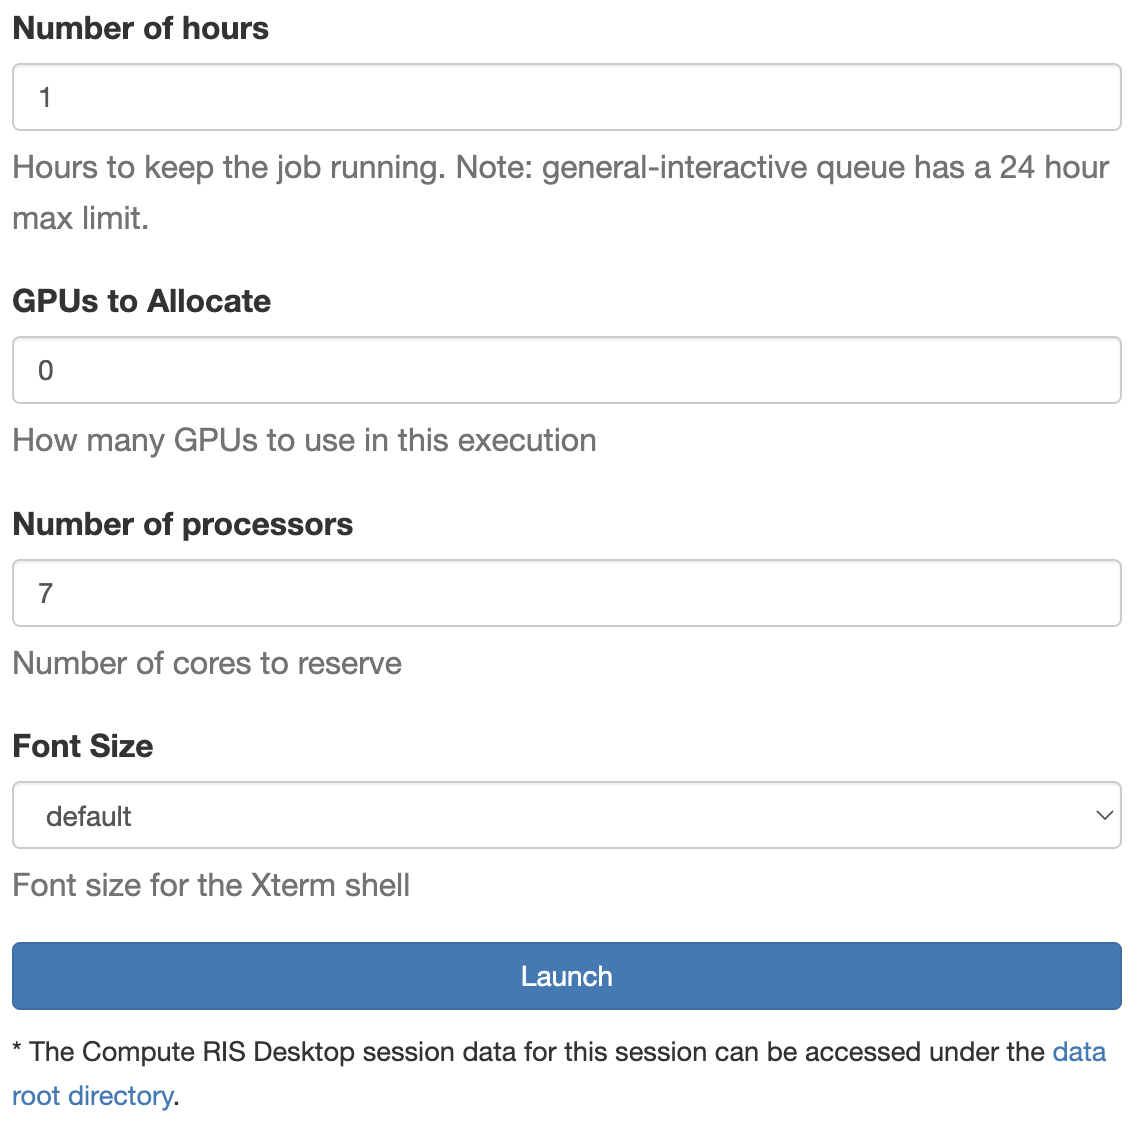 Number of hours
1
Hours to keep the job running. Note: general-interactive queue has a 24 hour
max limit.
GPUs to Allocate
0
How many GPUs to use in this execution
Number of processors
7
Number of cores to reserve
Font Size
default
Font size for the Xterm shell
Launch
* The Compute RIS Desktop session data for this session can be accessed under the data
root directory.